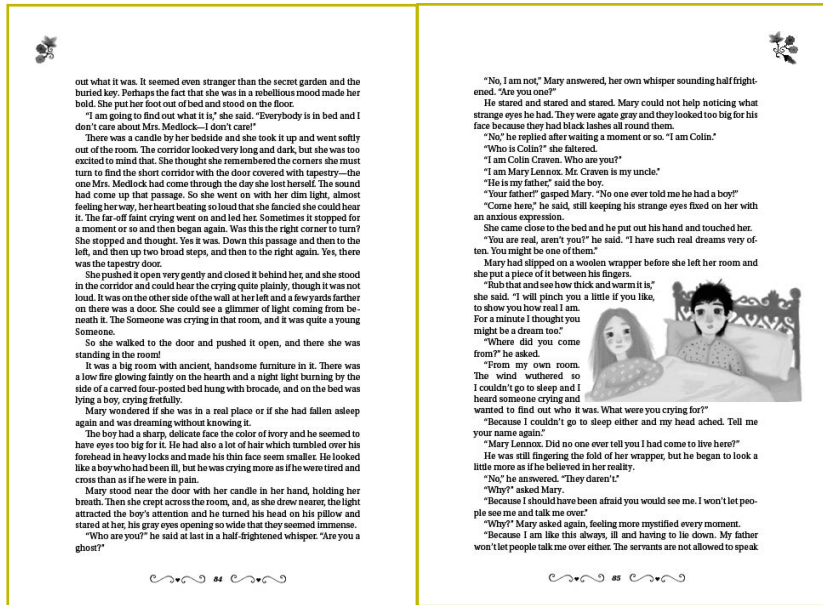 out what it was. It seemed even stranger than the secret garden and the
buried key. Perhaps the fact that she was in a rebellious mood made her
bold. She put her foot out of bed and stood on the floor.
“I am going to find out what it is,” she said. “Everybody is in bed and I
don’t care about Mrs. Medlock—I don’t care!”
There was a candle by her bedside and she took it up and went softly
out of the room. The corridor looked very long and dark, but she was too
excited to mind that. She thought she remembered the corners she must
turn to find the short corridor with the door covered with tapestry—the
one Mrs. Medlock had come through the day she lost herself. The sound
had come up that passage. So she went on with her dim light, almost
feeling her way, her heart beating so loud that she fancied she could hear
it. The far-off faint crying went on and led her. Sometimes it stopped for
a moment or so and then began again. Was this the right corner to turn?
She stopped and thought. Yes it was. Down this passage and then to the
left, and then up two broad steps, and then to the right again. Yes, there
was the tapestry door.
She pushed it open very gently and closed it behind her, and she stood
in the corridor and could hear the crying quite plainly, though it was not
loud. It was on the other side of the wall at her left and a few yards farther
on there was a door. She could see a glimmer of light coming from be-
neath it. The Someone was crying in that room, and it was quite a young
Someone.
So she walked to the door and pushed it open, and there she was
standing in the room!
It was a big room with ancient, handsome furniture in it. There was
a low fire glowing faintly on the hearth and a night light burning by the
side of a carved four-posted bed hung with brocade, and on the bed was
lying a boy, crying fretfully.
Mary wondered if she was in a real place or if she had fallen asleep
again and was dreaming without knowing it.
The boy had a sharp, delicate face the color of ivory and he seemed to
have eyes too big for it. He had also a lot of hair which tumbled over his
forehead in heavy locks and made his thin face seem smaller. He looked
like a boy who had been ill, but he was crying more as if he were tired and
cross than as if he were in pain.
Mary stood near the door with her candle in her hand, holding her
breath. Then she crept across the room, and, as she drew nearer, the light
attracted the boy’s attention and he turned his head on his pillow and
stared at her, his gray eyes opening so wide that they seemed immense.
“Who are you?” he said at last in a half-frightened whisper. “Are you a
ghost?”
84
“No, I am not,” Mary answered, her own whisper sounding half fright-
ened. “Are you one?”
He stared and stared and stared. Mary could not help noticing what
strange eyes he had. They were agate gray and they looked too big for his
face because they had black lashes all round them.
“No,” he replied after waiting a moment or so. “I am Colin.”
“Who is Colin?” she faltered.
“I am Colin Craven. Who are you?”
“I am Mary Lennox. Mr. Craven is my uncle.”
“He is my father,” said the boy.
“Your father!” gasped Mary. “No one ever told me he had a boy!”
“Come here,” he said, still keeping his strange eyes fixed on her with
an anxious expression.
She came close to the bed and he put out his hand and touched her.
“You are real, aren’t you?” he said. “I have such real dreams very of-
ten. You might be one of them.”
Mary had slipped on a woolen wrapper before she left her room and
she put a piece of it between his fingers.
“Rub that and see how thick and warm it is,”
she said. “I will pinch you a little if you like,
to show you how real I am.
For a minute I thought you
might be a dream too.”
“Where did you come
from?” he asked.
“From my own room.
The wind wuthered so
I couldn’t go to sleep and I
heard someone crying and
wanted to find out who it was. What were you crying for?”
“Because I couldn’t go to sleep either and my head ached. Tell me
your name again.”
“Mary Lennox. Did no one ever tell you I had come to live here?”
He was still fingering the fold of her wrapper, but he began to look a
little more as if he believed in her reality.
“No,” he answered. “They daren’t.”
“Why?” asked Mary.
“Because I should have been afraid you would see me. I won’t let peo-
ple see me and talk me over.”
“Why?” Mary asked again, feeling more mystified every moment.
“Because I am like this always, ill and having to lie down. My father
won’t let people talk me over either. The servants are not allowed to speak
85